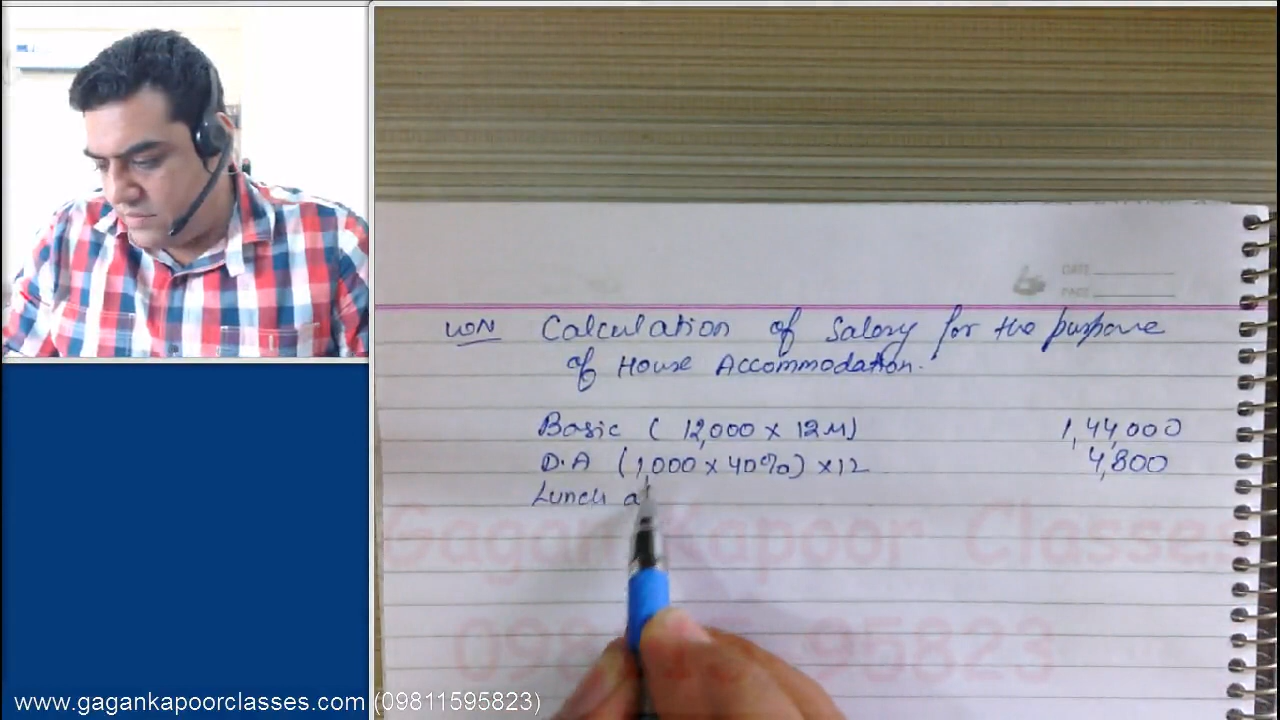 DATE
PAGE
WN Calculation of Salary for the purpose
of House Accommodation.
Basic ( 12,000 x 12M) 1,44,000
D.A (1,000 x 40%) x12 4,800
Lunch al
Gagan Kapoor Classes
www.gagankapoorclasses.com (09811595823)